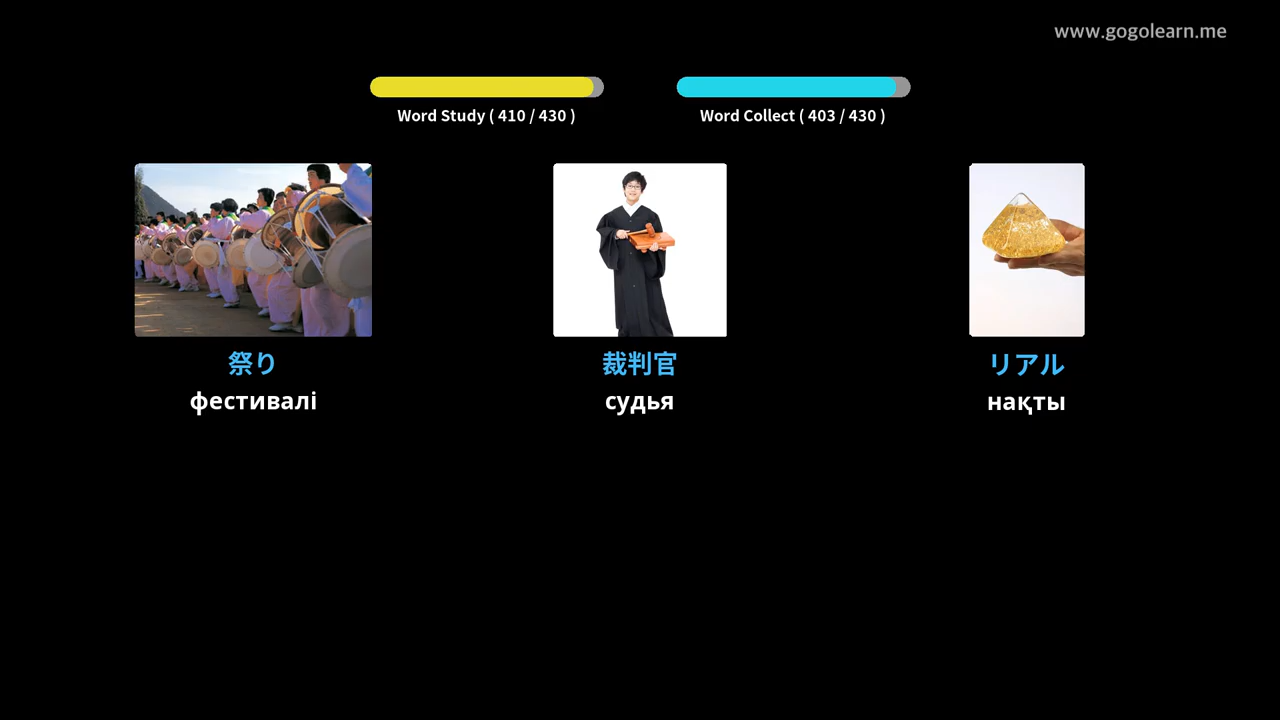 www.gogolearn.me
Word Study ( 410 / 430 )
Word Collect ( 403 / 430 )
祭り
裁判官
リアル
фестивалі
судья
нақты